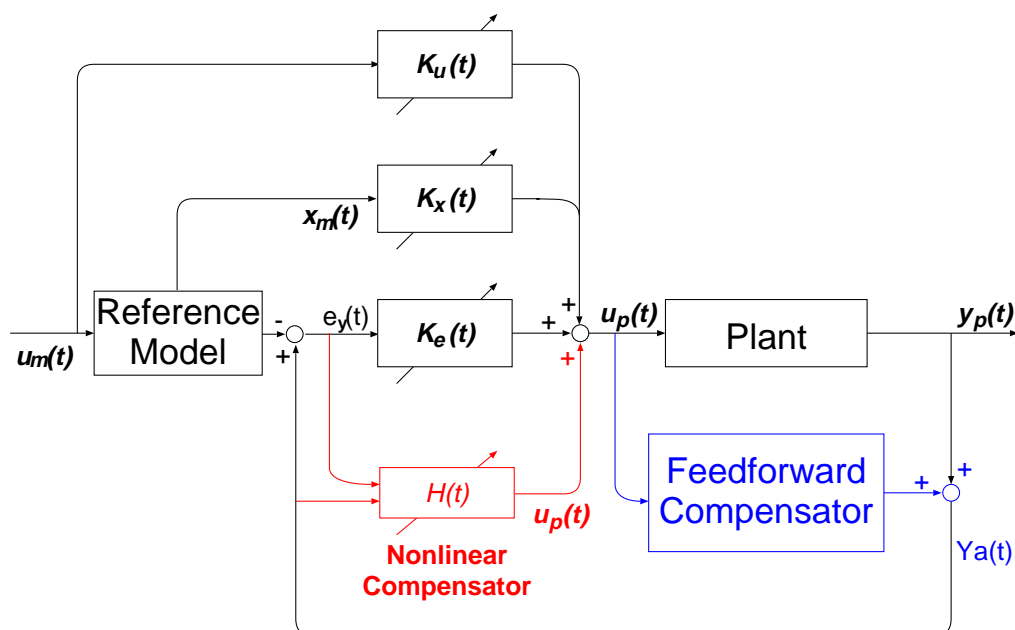 Ku(t)
Kx(t)
xm(t)
Reference
Model
um(t)
-
+
ey(t)
Ke(t)
+
+
+
up(t)
Plant
yp(t)
H(t)
up(t)
Nonlinear
Compensator
Feedforward
Compensator
+
+
Ya(t)